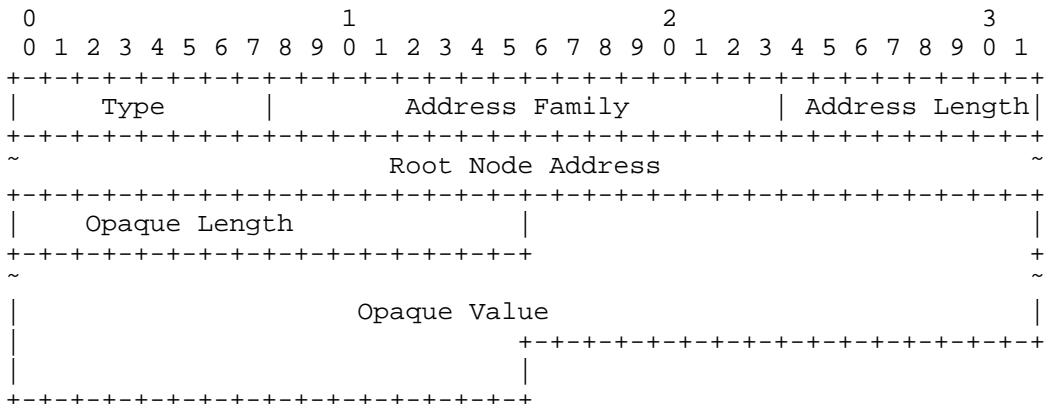 0                   1                   2                   3
 0 1 2 3 4 5 6 7 8 9 0 1 2 3 4 5 6 7 8 9 0 1 2 3 4 5 6 7 8 9 0 1
+-+-+-+-+-+-+-+-+-+-+-+-+-+-+-+-+-+-+-+-+-+-+-+-+-+-+-+-+-+-+-+-+
|     Type      |        Address Family         | Address Length|
+-+-+-+-+-+-+-+-+-+-+-+-+-+-+-+-+-+-+-+-+-+-+-+-+-+-+-+-+-+-+-+-+
~                       Root Node Address                       ~
+-+-+-+-+-+-+-+-+-+-+-+-+-+-+-+-+-+-+-+-+-+-+-+-+-+-+-+-+-+-+-+-+
|    Opaque Length              |                               |
+-+-+-+-+-+-+-+-+-+-+-+-+-+-+-+-+                               +
~                                                               ~
|                     Opaque Value                              |
|                               +-+-+-+-+-+-+-+-+-+-+-+-+-+-+-+-+
|                               |
+-+-+-+-+-+-+-+-+-+-+-+-+-+-+-+-+